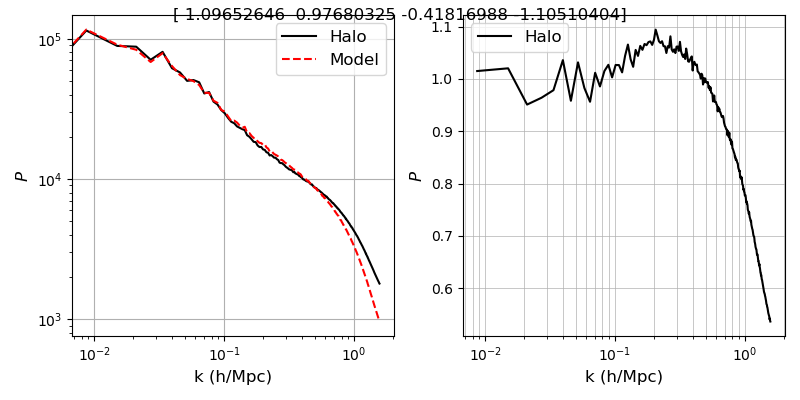 [ 1.09652646 0.97680325 -0.41816988 1.10510404]
Halo
Model
10⁵
10⁴
10³
P
10⁻² 10⁻¹ 10⁰
k (h/Mpc)
Halo
1.1
1.0
0.9
0.8
0.7
0.6
P
10⁻² 10⁻¹ 10⁰
k (h/Mpc)